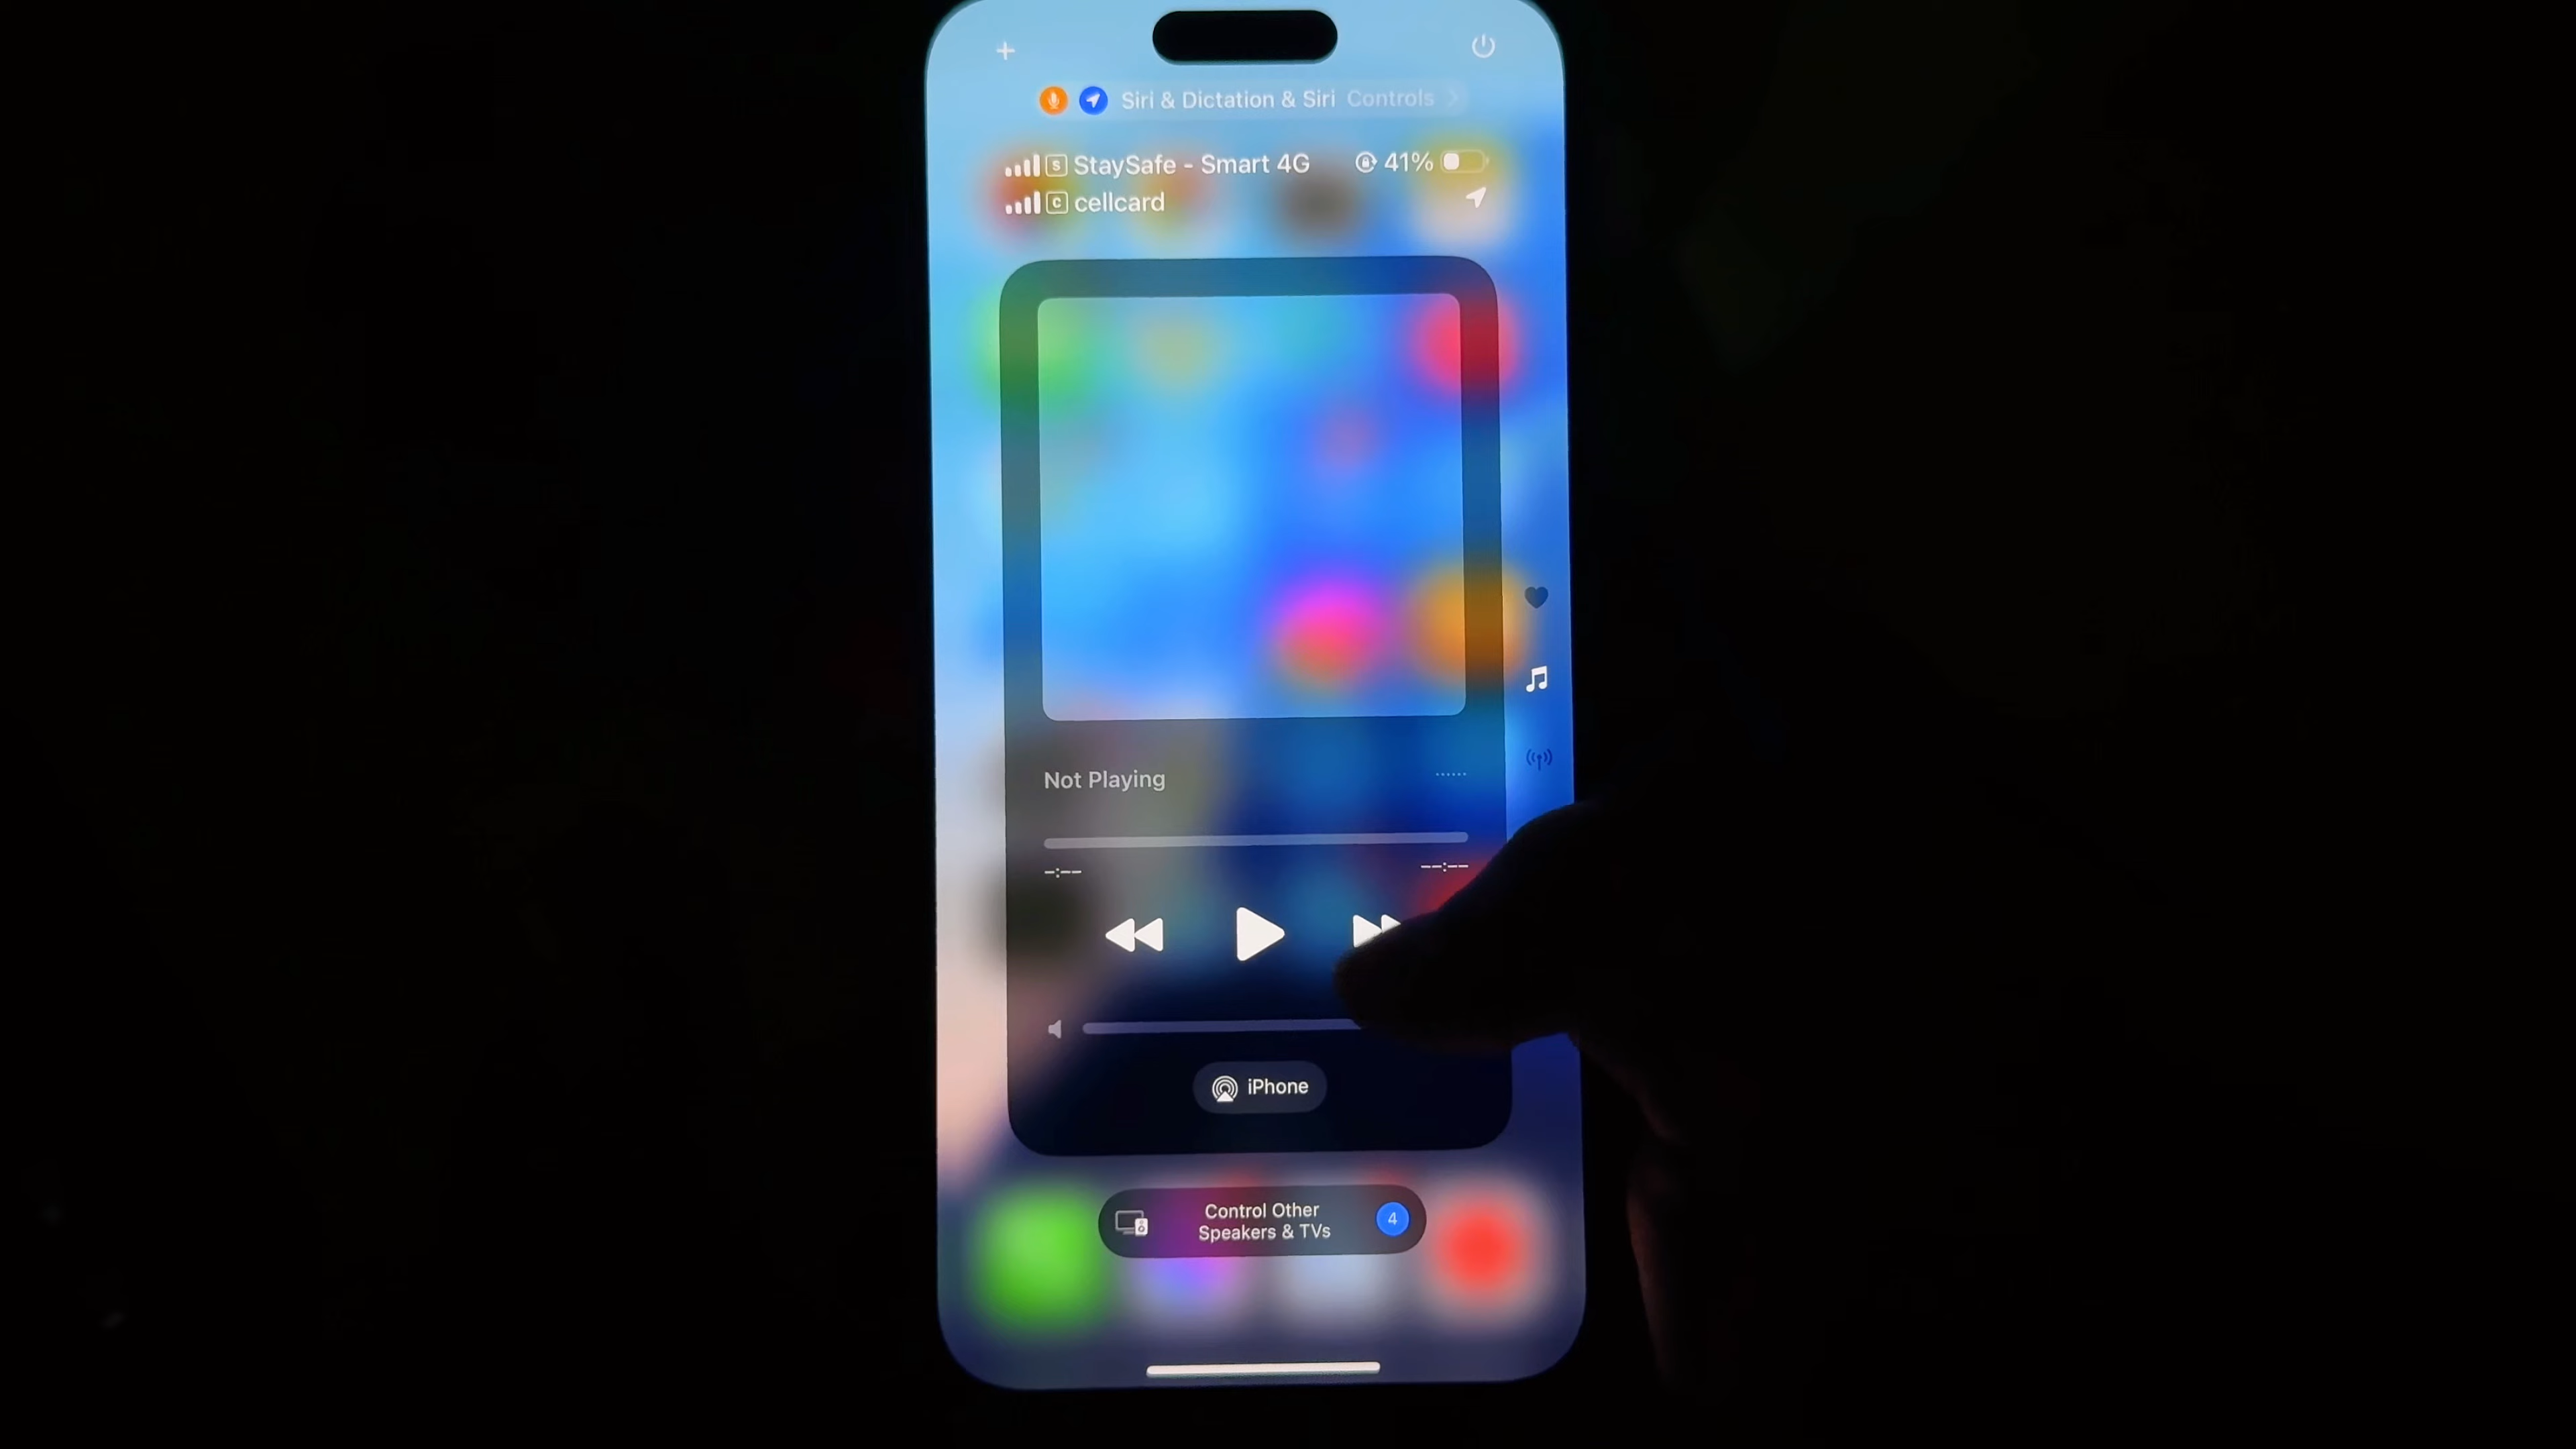 Siri & Dictation & Siri Controls
S StaySafe - Smart 4G 41%
C cellcard
Not Playing
-:-- --:--
iPhone
Control Other
Speakers & TVs
4